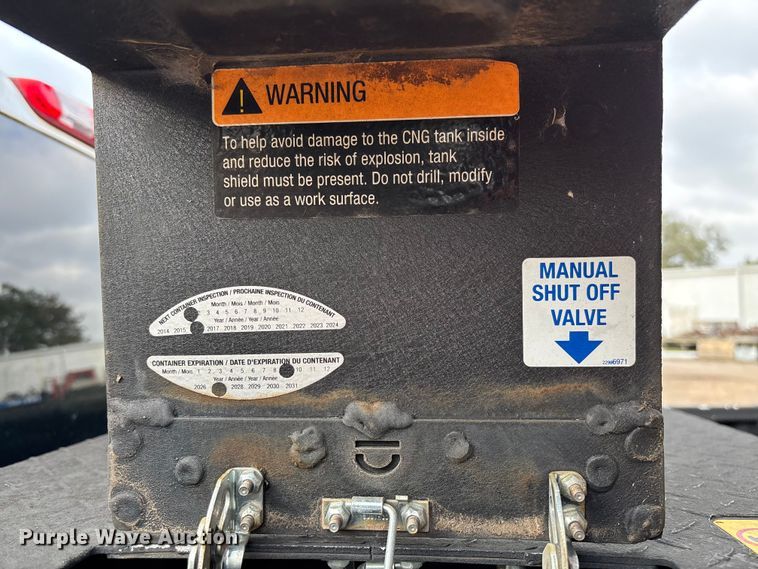 WARNING
To help avoid damage to the CNG tank inside
and reduce the risk of explosion, tank
shield must be present. Do not drill, modify
or use as a work surface.
MANUAL
SHUT OFF
VALVE
6971
NEXT CONTAINER INSPECTION / PROCHAINE INSPECTION DU CONTENANT
Month / Mois / Month / Mois
3 4 5 6 7 8 9 10 11 12
Year / Année / Year / Année
2014 2015 2017 2018 2019 2020 2021 2022 2023 2024
CONTAINER EXPIRATION / DATE D'EXPIRATION DU CONTENANT
Month / Mois 1 2 3 4 5 6 7 8 10 11 12
Year / Année / Year / Année
2026 2028 2029 2030 2031
Purple Wave Auction